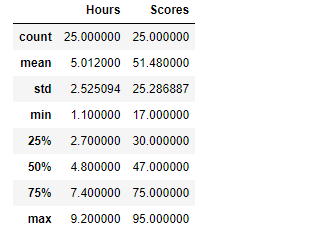 Hours Scores
count 25.000000 25.000000
mean 5.012000 51.480000
std 2.525094 25.286887
min 1.100000 17.000000
25% 2.700000 30.000000
50% 4.800000 47.000000
75% 7.400000 75.000000
max 9.200000 95.000000